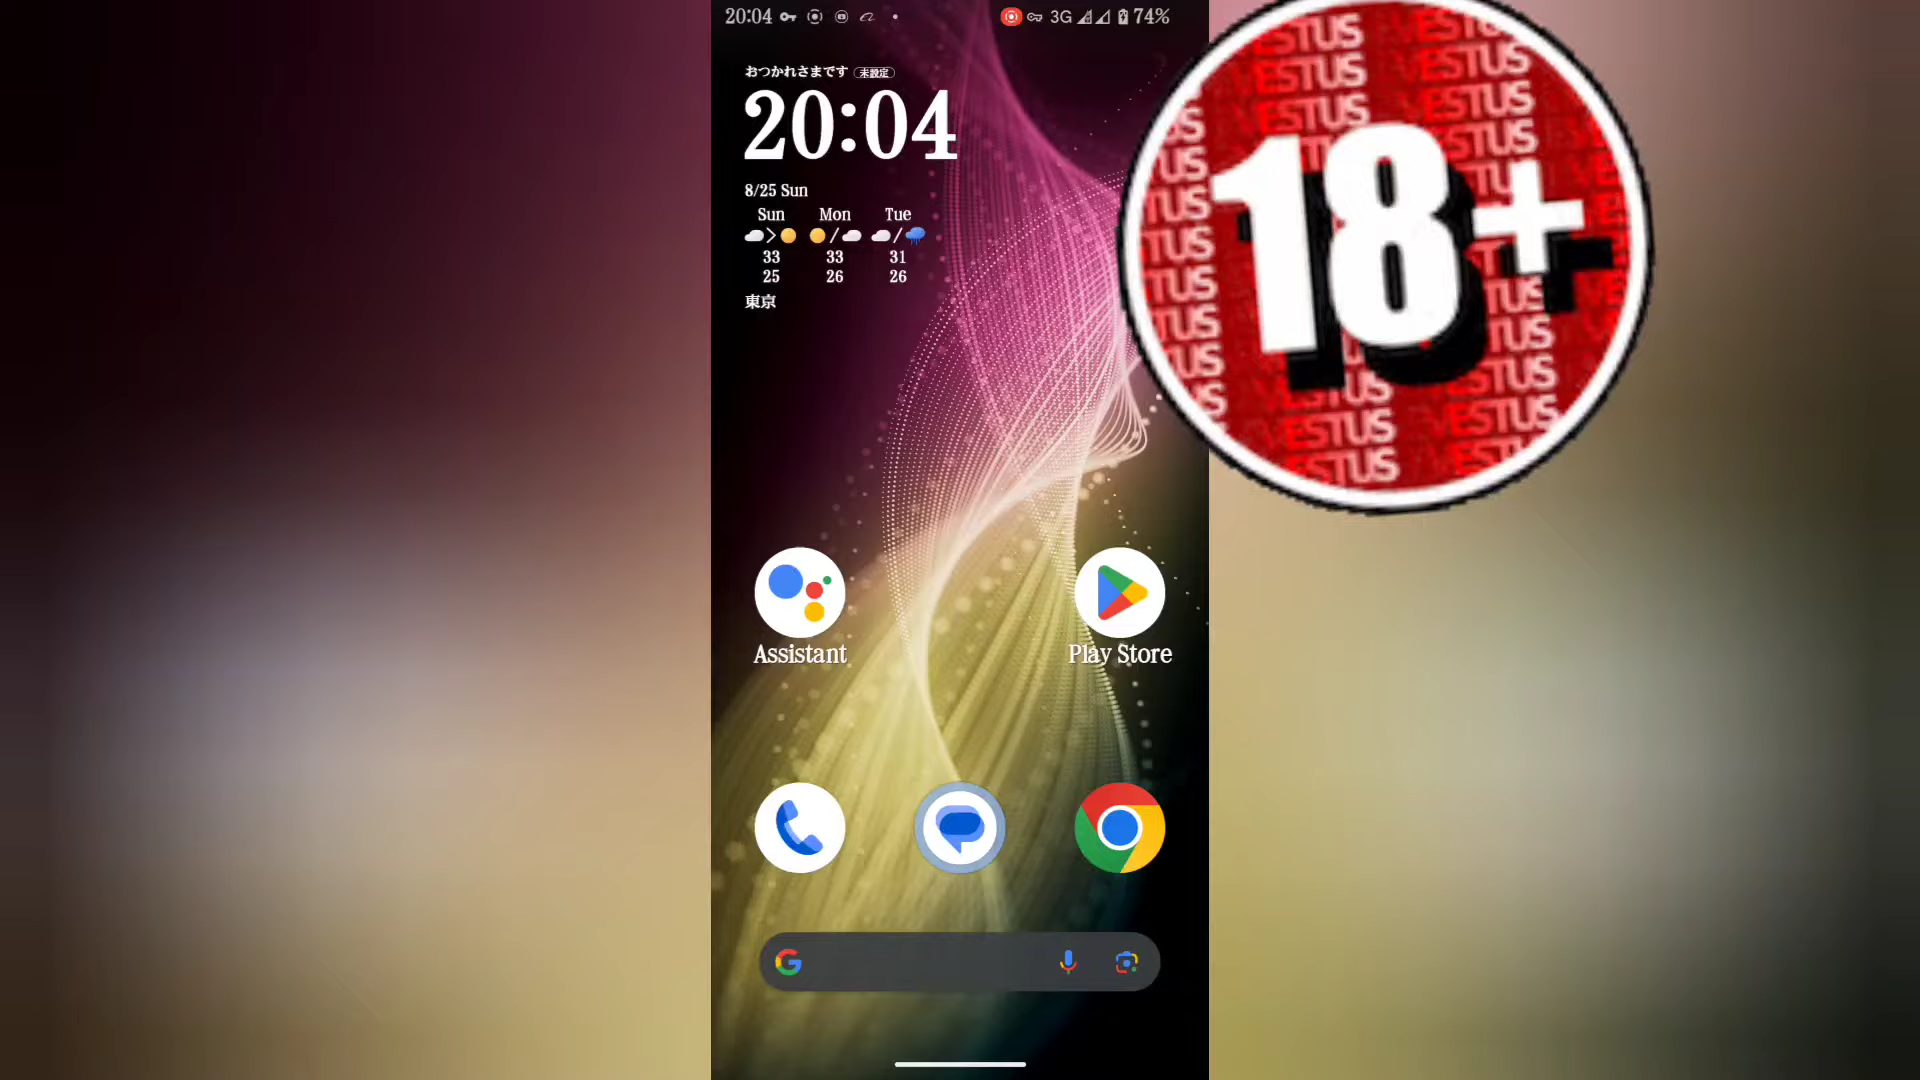 20:04
3G
74%
おつかれさまです 未設定
20:04
8/25 Sun
Sun Mon Tue
33 33 31
25 26 26
東京
18+
Assistant
Play Store